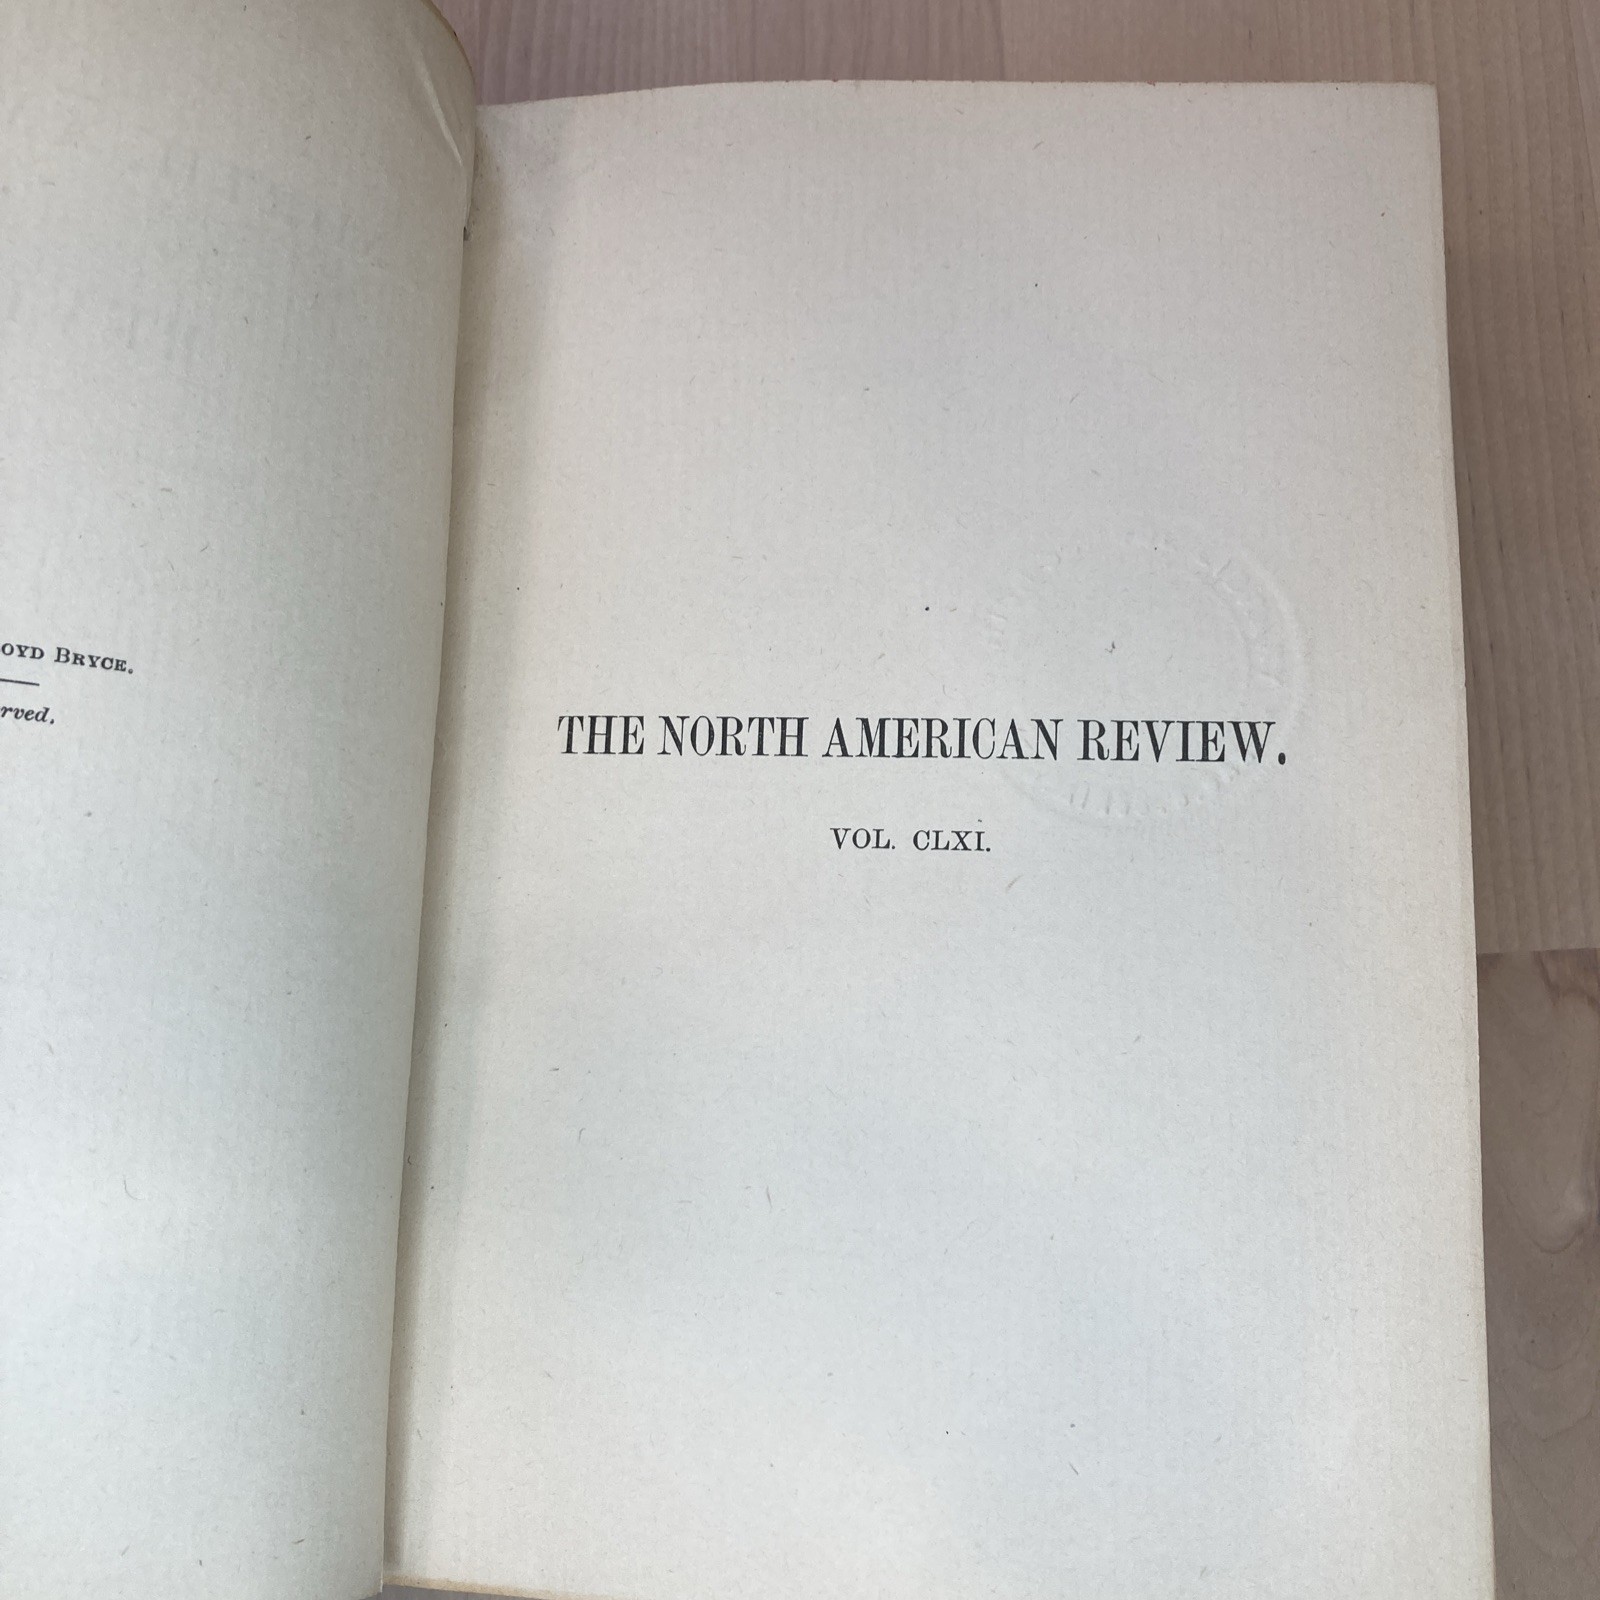 OYD BRYCE.
rved.
THE NORTH AMERICAN REVIEW.
VOL. CLXI.